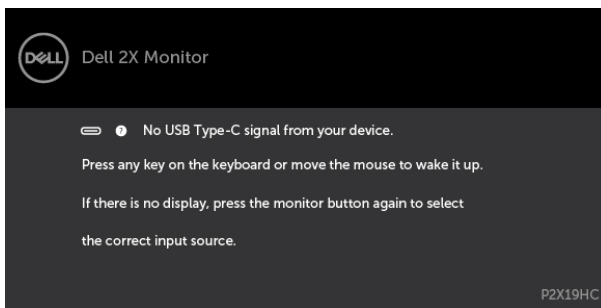 DELL Dell 2X Monitor
? No USB Type-C signal from your device.
Press any key on the keyboard or move the mouse to wake it up.
If there is no display, press the monitor button again to select
the correct input source.
P2X19HC